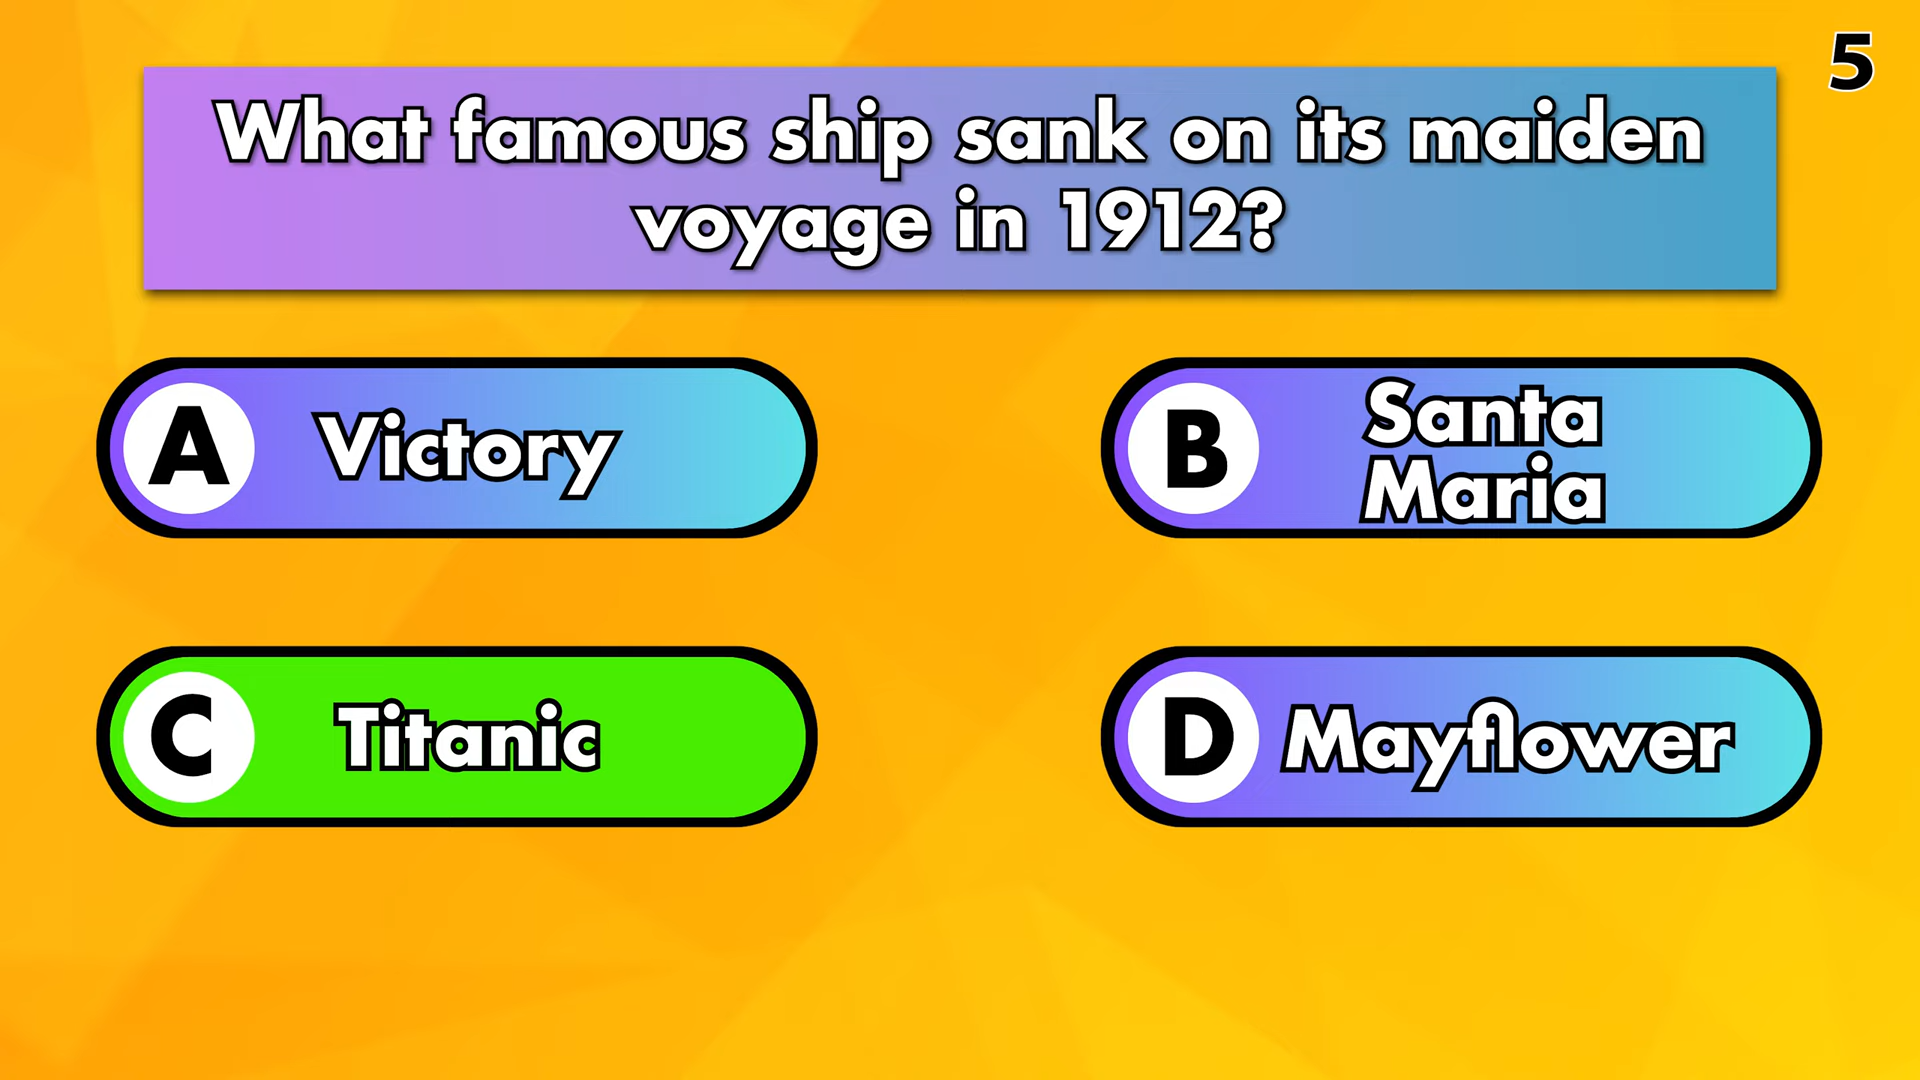 5
What famous ship sank on its maiden
voyage in 1912?
A Victory
B Santa
Maria
C Titanic
D Mayflower